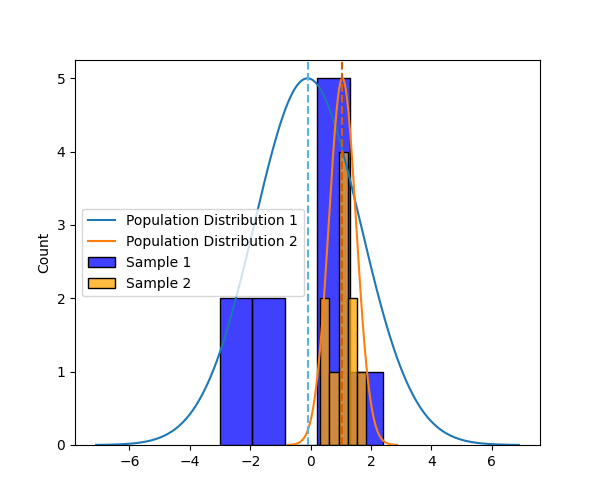 5
4
3
2
1
0
Count
Population Distribution 1
Population Distribution 2
Sample 1
Sample 2
−6 −4 −2 0 2 4 6